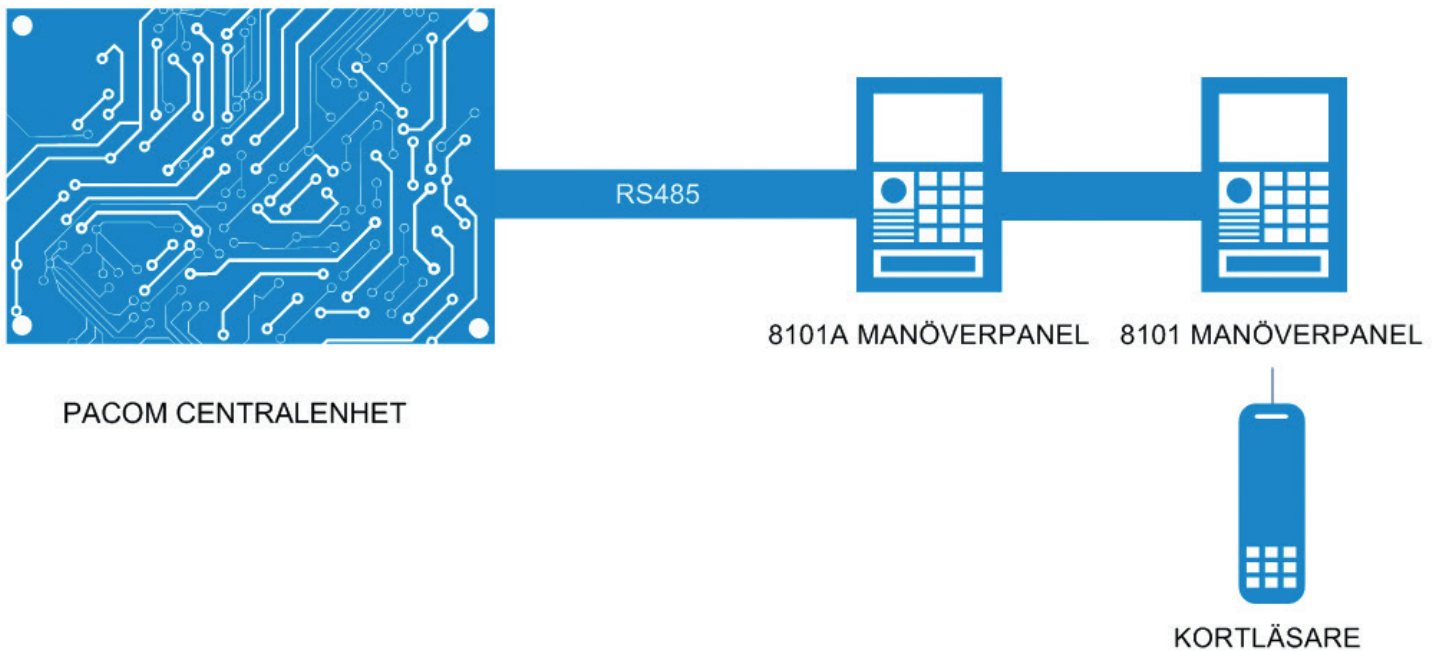 RS485
8101A MANÖVERPANEL
8101 MANÖVERPANEL
PACOM CENTRALENHET
KORTLÄSARE